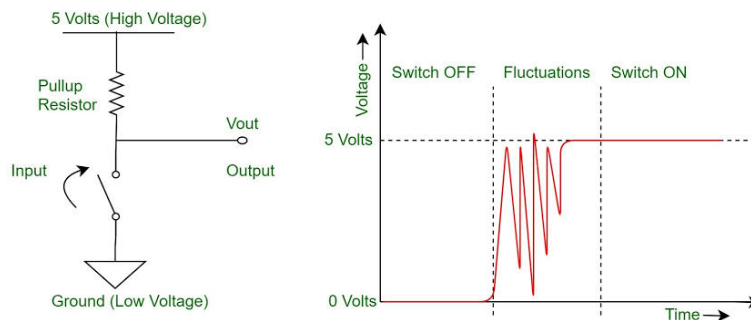 5 Volts (High Voltage)
Pullup
Resistor
Vout
Input
Output
Ground (Low Voltage)
Voltage
Switch OFF
Fluctuations
Switch ON
5 Volts
0 Volts
Time